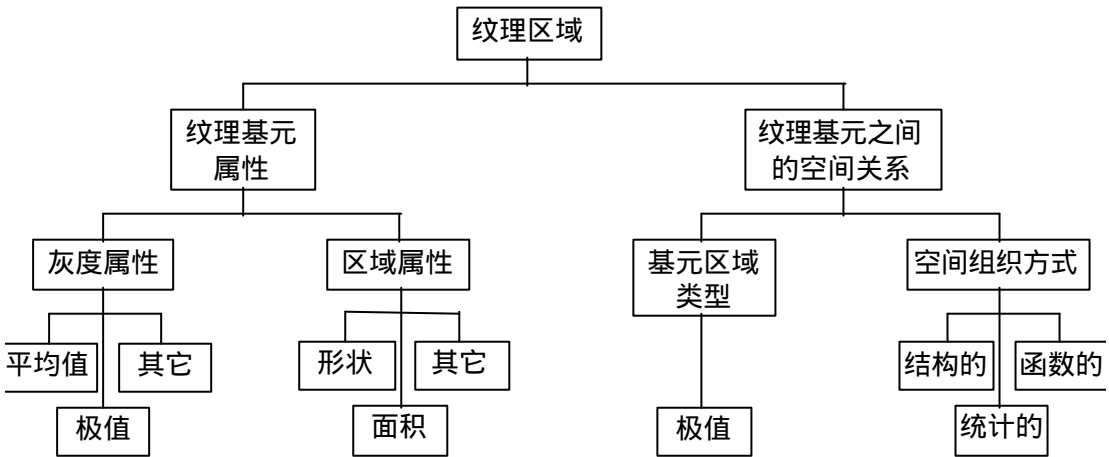 纹理区域
纹理基元
属性
纹理基元之间
的空间关系
灰度属性
区域属性
基元区域
类型
空间组织方式
平均值
其它
形状
其它
结构的
函数的
极值
面积
极值
统计的